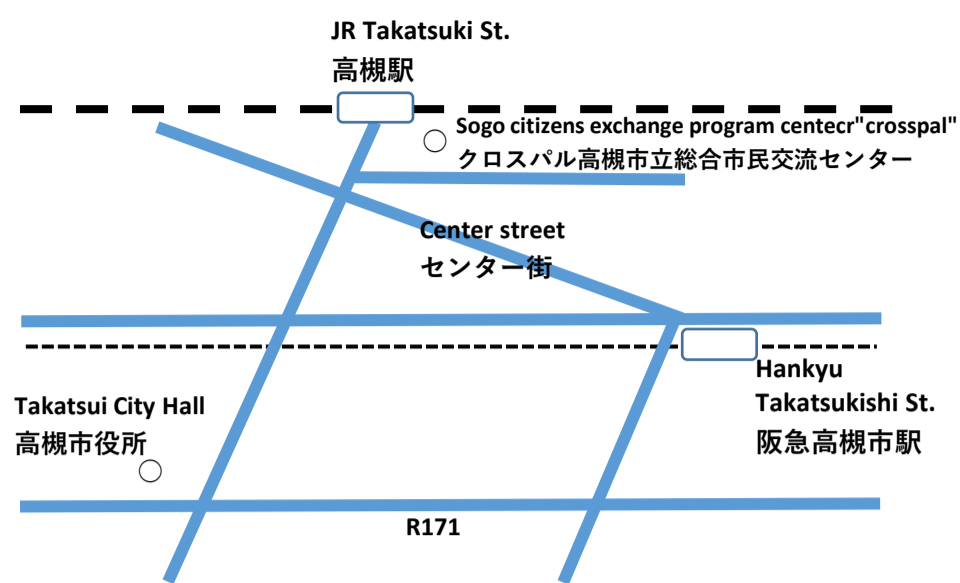 JR Takatsuki St.
高槻駅
Sogo citizens exchange program centecr"crosspal"
クロスパル高槻市立総合市民交流センター
Center street
センター街
Hankyu
Takatsukishi St.
阪急高槻市駅
Takatsui City Hall
高槻市役所
R171